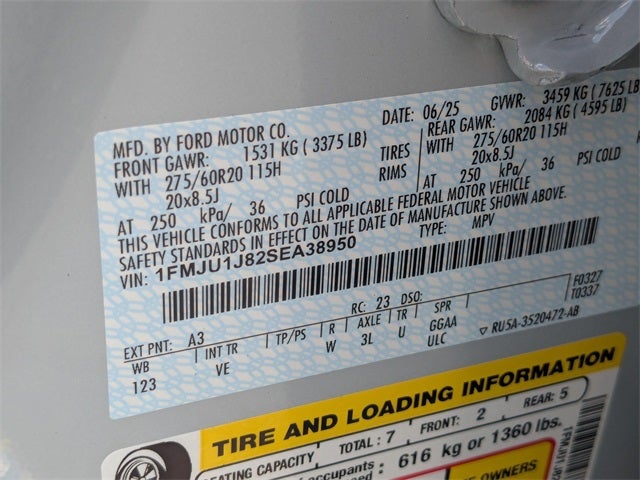 MFD. BY FORD MOTOR CO.
DATE: 06/25 GVWR: 3459 KG ( 7625 LB
FRONT GAWR: 1531 KG ( 3375 LB) REAR GAWR: 2084 KG ( 4595 LB)
WITH 275/60R20 115H TIRES WITH 275/60R20 115H
20x8.5J RIMS 20x8.5J
AT 250 kPa/ 36 PSI COLD AT 250 kPa/ 36 PSI COLD
THIS VEHICLE CONFORMS TO ALL APPLICABLE FEDERAL MOTOR VEHICLE
SAFETY STANDARDS IN EFFECT ON THE DATE OF MANUFACTURE SHOWN ABOVE.
VIN: 1FMJU1J82SEA38950 TYPE: MPV
F0327
T0337
RC: 23 DSO:
EXT PNT: A3
WB INT TR TP/PS R AXLE TR SPR
123 VE W 3L U GGAA
ULC
RU5A-3520472-AB
TIRE AND LOADING INFORMATION
SEATING CAPACITY TOTAL : 7 FRONT: 2 REAR: 5
occupants : 616 kg or 1360 lbs.
OWNERS